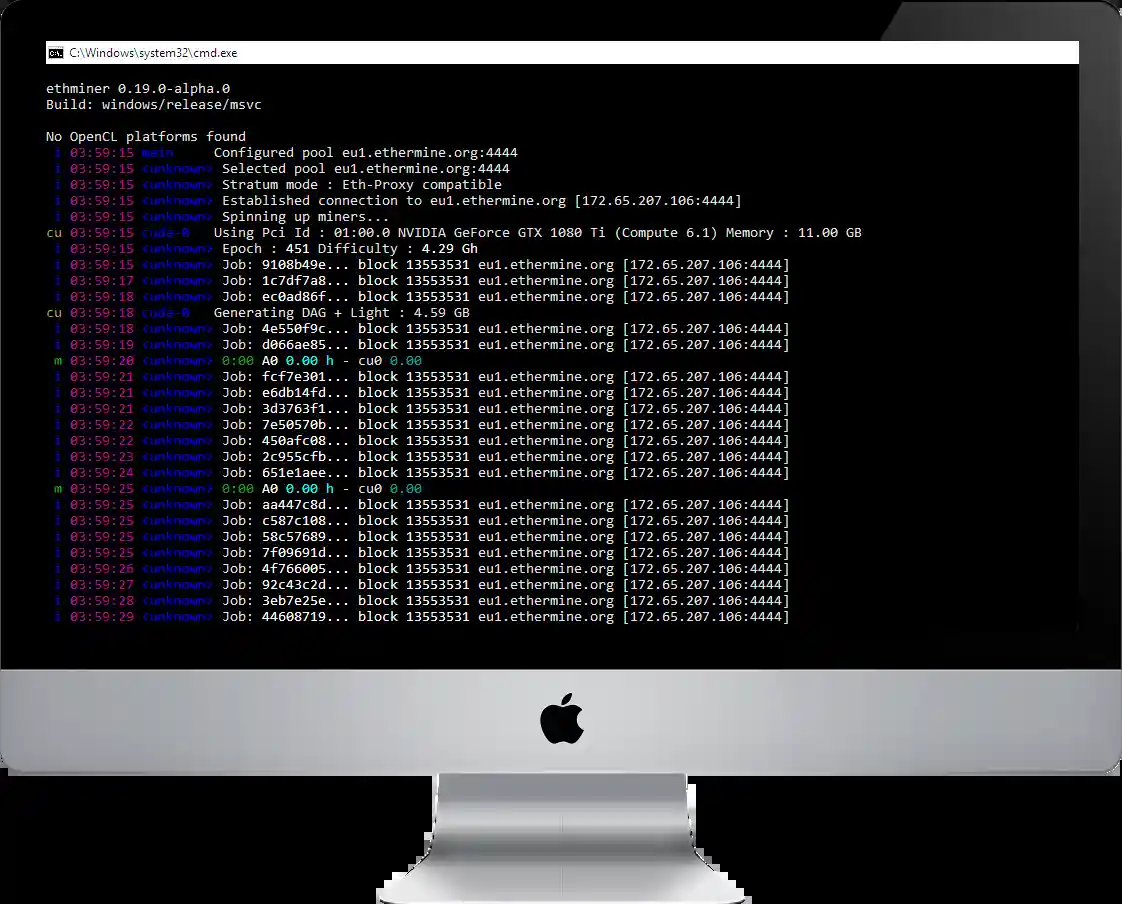 C:\Windows\system32\cmd.exe
ethminer 0.19.0-alpha.0
Build: windows/release/msvc
No OpenCL platforms found
i 03:59:15 main Configured pool eu1.ethermine.org:4444
i 03:59:15 <unknown> Selected pool eu1.ethermine.org:4444
i 03:59:15 <unknown> Stratum mode : Eth-Proxy compatible
i 03:59:15 <unknown> Established connection to eu1.ethermine.org [172.65.207.106:4444]
i 03:59:15 <unknown> Spinning up miners...
cu 03:59:15 cuda-0 Using Pci Id : 01:00.0 NVIDIA GeForce GTX 1080 Ti (Compute 6.1) Memory : 11.00 GB
i 03:59:15 <unknown> Epoch : 451 Difficulty : 4.29 Gh
i 03:59:15 <unknown> Job: 9108b49e... block 13553531 eu1.ethermine.org [172.65.207.106:4444]
i 03:59:17 <unknown> Job: 1c7df7a8... block 13553531 eu1.ethermine.org [172.65.207.106:4444]
i 03:59:18 <unknown> Job: ec0ad86f... block 13553531 eu1.ethermine.org [172.65.207.106:4444]
cu 03:59:18 cuda-0 Generating DAG + Light : 4.59 GB
i 03:59:18 <unknown> Job: 4e550f9c... block 13553531 eu1.ethermine.org [172.65.207.106:4444]
i 03:59:19 <unknown> Job: d066ae85... block 13553531 eu1.ethermine.org [172.65.207.106:4444]
m 03:59:20 <unknown> 0:00 A0 0.00 h - cu0 0.00
i 03:59:21 <unknown> Job: fcf7e301... block 13553531 eu1.ethermine.org [172.65.207.106:4444]
i 03:59:21 <unknown> Job: e6db14fd... block 13553531 eu1.ethermine.org [172.65.207.106:4444]
i 03:59:21 <unknown> Job: 3d3763f1... block 13553531 eu1.ethermine.org [172.65.207.106:4444]
i 03:59:22 <unknown> Job: 7e50570b... block 13553531 eu1.ethermine.org [172.65.207.106:4444]
i 03:59:22 <unknown> Job: 450afc08... block 13553531 eu1.ethermine.org [172.65.207.106:4444]
i 03:59:23 <unknown> Job: 2c955cfb... block 13553531 eu1.ethermine.org [172.65.207.106:4444]
i 03:59:24 <unknown> Job: 651e1aee... block 13553531 eu1.ethermine.org [172.65.207.106:4444]
m 03:59:25 <unknown> 0:00 A0 0.00 h - cu0 0.00
i 03:59:25 <unknown> Job: aa447c8d... block 13553531 eu1.ethermine.org [172.65.207.106:4444]
i 03:59:25 <unknown> Job: c587c108... block 13553531 eu1.ethermine.org [172.65.207.106:4444]
i 03:59:25 <unknown> Job: 58c57689... block 13553531 eu1.ethermine.org [172.65.207.106:4444]
i 03:59:25 <unknown> Job: 7f09691d... block 13553531 eu1.ethermine.org [172.65.207.106:4444]
i 03:59:26 <unknown> Job: 4f766005... block 13553531 eu1.ethermine.org [172.65.207.106:4444]
i 03:59:27 <unknown> Job: 92c43c2d... block 13553531 eu1.ethermine.org [172.65.207.106:4444]
i 03:59:28 <unknown> Job: 3eb7e25e... block 13553531 eu1.ethermine.org [172.65.207.106:4444]
i 03:59:29 <unknown> Job: 44608719... block 13553531 eu1.ethermine.org [172.65.207.106:4444]